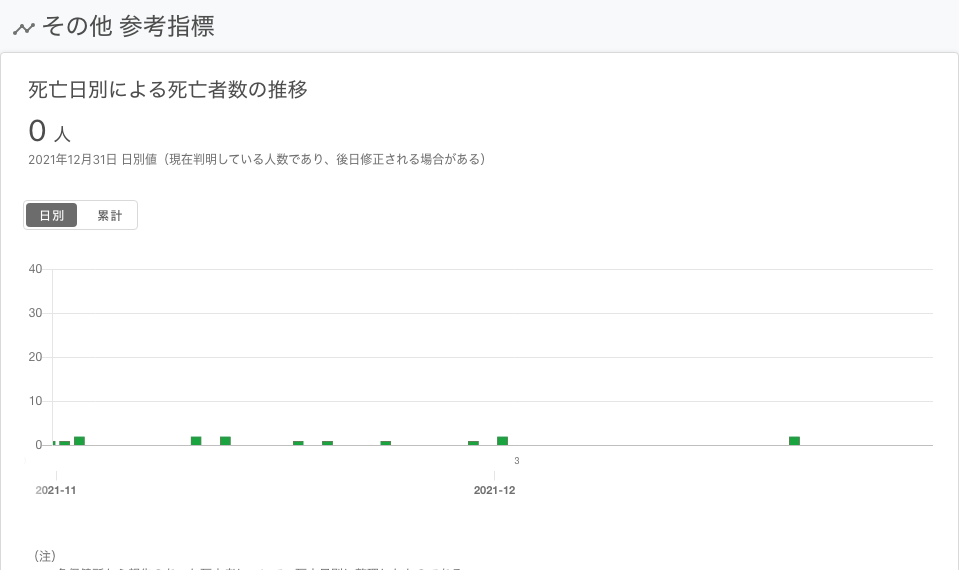 その他 参考指標
死亡日別による死亡者数の推移
0 人
2021年12月31日 日別値（現在判明している人数であり、後日修正される場合がある）
日別 累計
40
30
20
10
0
3
2021-11 2021-12
（注）